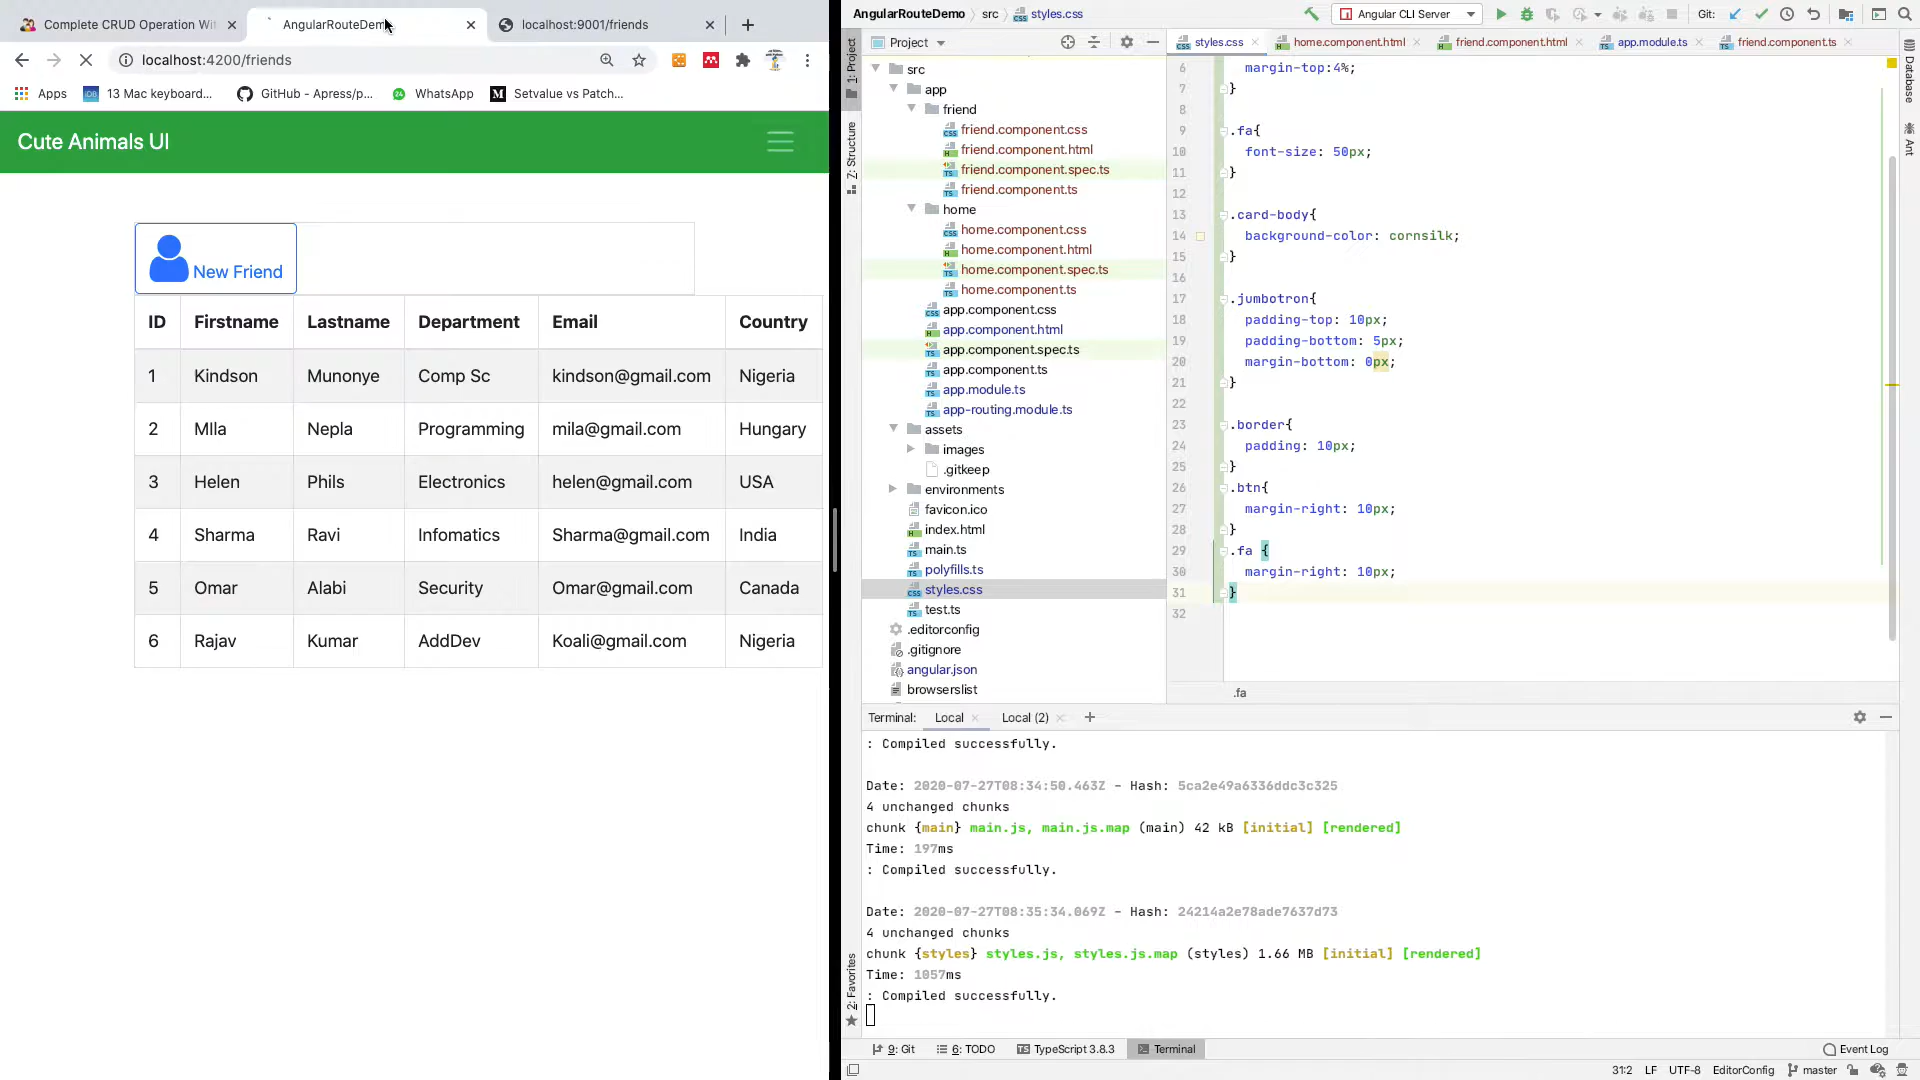 Complete CRUD Operation Wit
AngularRouteDem
localhost:9001/friends
localhost:4200/friends
Apps
13 Mac keyboard...
GitHub - Apress/p...
WhatsApp
Setvalue vs Patch...
Cute Animals UI
New Friend
ID Firstname Lastname Department Email Country
1 Kindson Munonye Comp Sc kindson@gmail.com Nigeria
2 MIla Nepla Programming mila@gmail.com Hungary
3 Helen Phils Electronics helen@gmail.com USA
4 Sharma Ravi Infomatics Sharma@gmail.com India
5 Omar Alabi Security Omar@gmail.com Canada
6 Rajav Kumar AddDev Koali@gmail.com Nigeria
AngularRouteDemo src styles.css
Angular CLI Server
Git:
1: Project
Z: Structure
2: Favorites
Project
src
app
friend
friend.component.css
friend.component.html
friend.component.spec.ts
friend.component.ts
home
home.component.css
home.component.html
home.component.spec.ts
home.component.ts
app.component.css
app.component.html
app.component.spec.ts
app.component.ts
app.module.ts
app-routing.module.ts
assets
images
.gitkeep
environments
favicon.ico
index.html
main.ts
polyfills.ts
styles.css
test.ts
.editorconfig
.gitignore
angular.json
browserslist
styles.css
home.component.html
friend.component.html
app.module.ts
friend.component.ts
6 margin-top:4%;
7 }
8
9 .fa{
10 font-size: 50px;
11 }
12
13 .card-body{
14 background-color: cornsilk;
15 }
16
17 .jumbotron{
18 padding-top: 10px;
19 padding-bottom: 5px;
20 margin-bottom: 0px;
21 }
22
23 .border{
24 padding: 10px;
25 }
26 .btn{
27 margin-right: 10px;
28 }
29 .fa {
30 margin-right: 10px;
31 }
32
.fa
Database
Ant
Terminal: Local Local (2)
: Compiled successfully.
Date: 2020-07-27T08:34:50.463Z - Hash: 5ca2e49a6336ddc3c325
4 unchanged chunks
chunk {main} main.js, main.js.map (main) 42 kB [initial] [rendered]
Time: 197ms
: Compiled successfully.
Date: 2020-07-27T08:35:34.069Z - Hash: 24214a2e78ade7637d73
4 unchanged chunks
chunk {styles} styles.js, styles.js.map (styles) 1.66 MB [initial] [rendered]
Time: 1057ms
: Compiled successfully.
9: Git
6: TODO
TypeScript 3.8.3
Terminal
Event Log
31:2 LF UTF-8 EditorConfig master